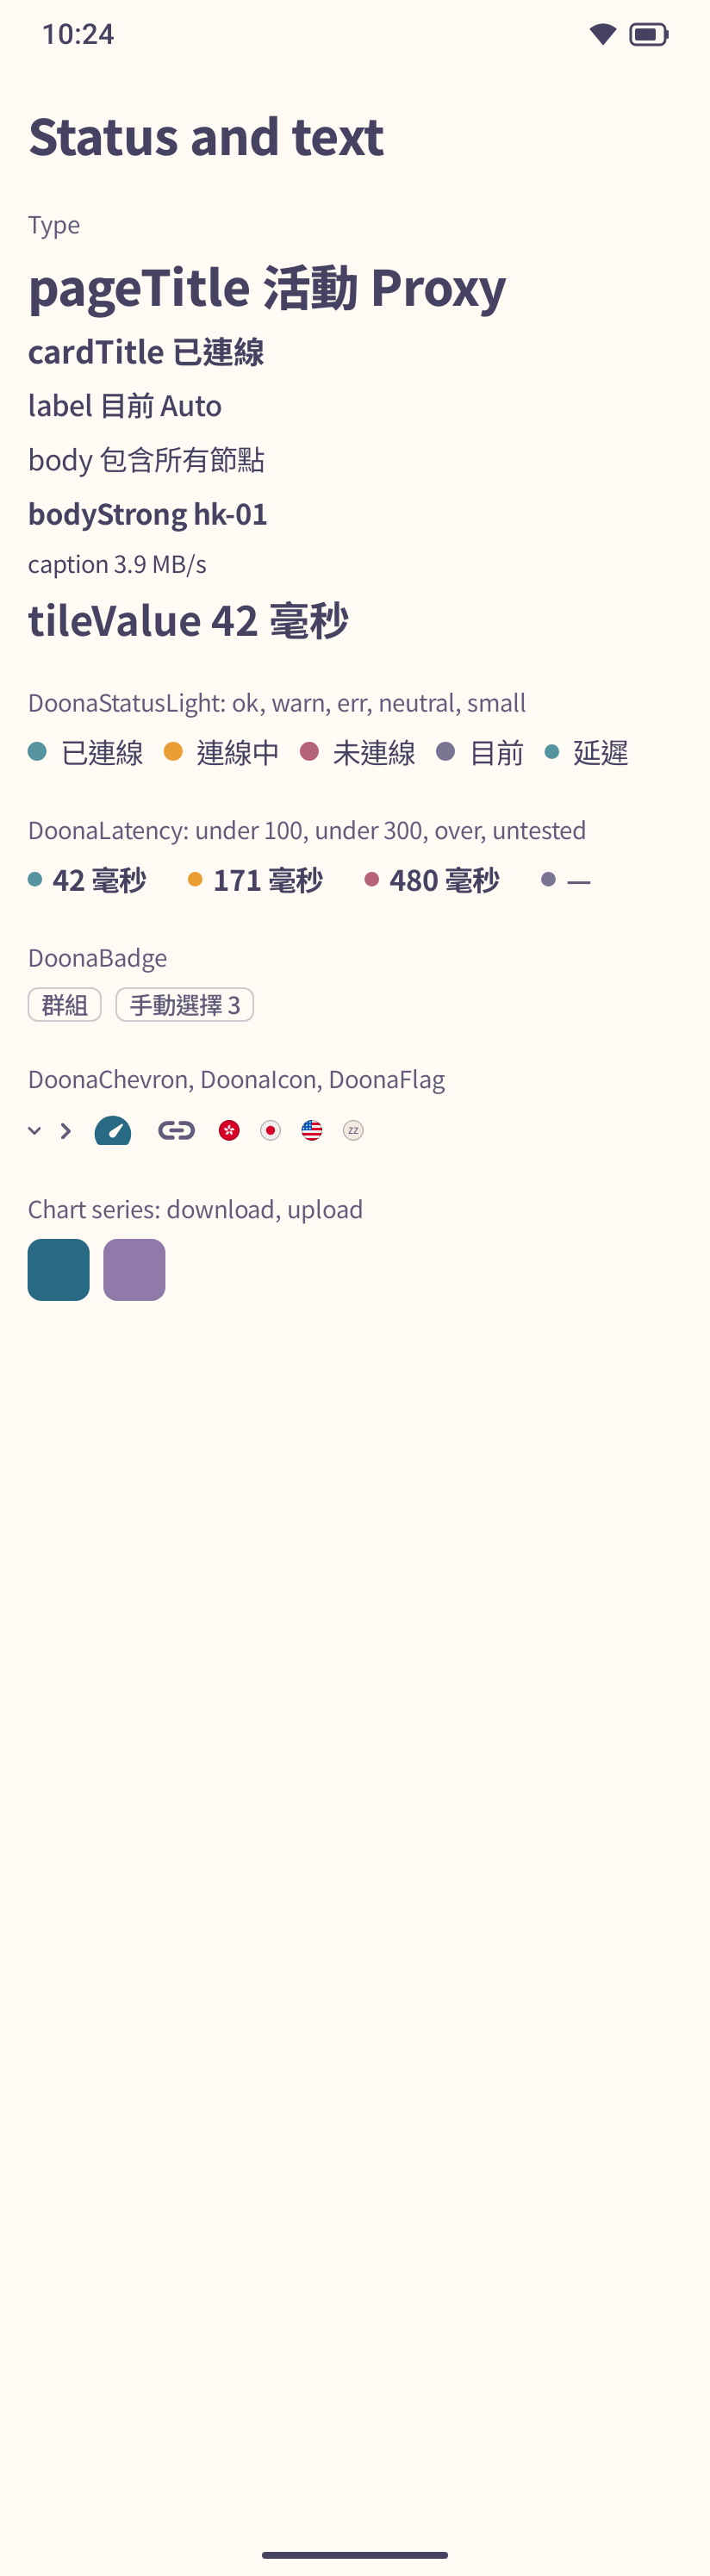 10:24
Status and text
Type
pageTitle 活動 Proxy
cardTitle 已連線
label 目前 Auto
body 包含所有節點
bodyStrong hk-01
caption 3.9 MB/s
tileValue 42 毫秒
DoonaStatusLight: ok, warn, err, neutral, small
已連線 連線中 未連線 目前 延遲
DoonaLatency: under 100, under 300, over, untested
42 毫秒 171 毫秒 480 毫秒 —
DoonaBadge
群組 手動選擇 3
DoonaChevron, DoonaIcon, DoonaFlag
ZZ
Chart series: download, upload